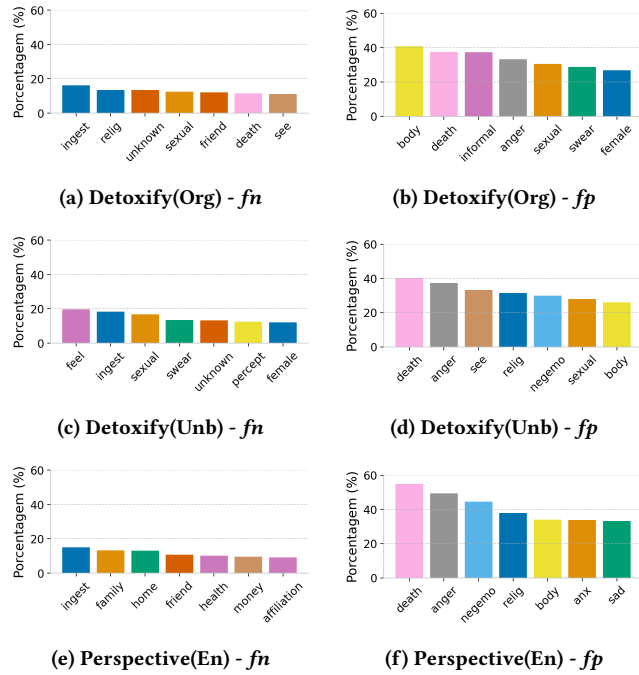 Porcentagem (%)
60
40
20
0
ingest relig unknown sexual friend death see
(a) Detoxify(Org) - fn
Porcentagem (%)
60
40
20
0
body death informal anger sexual swear female
(b) Detoxify(Org) - fp
Porcentagem (%)
60
40
20
0
feel ingest sexual swear unknown percept female
(c) Detoxify(Unb) - fn
Porcentagem (%)
60
40
20
0
death anger see relig negemo sexual body
(d) Detoxify(Unb) - fp
Porcentagem (%)
60
40
20
0
ingest family home friend health money affiliation
(e) Perspective(En) - fn
Porcentagem (%)
60
40
20
0
death anger negemo relig body anx sad
(f) Perspective(En) - fp